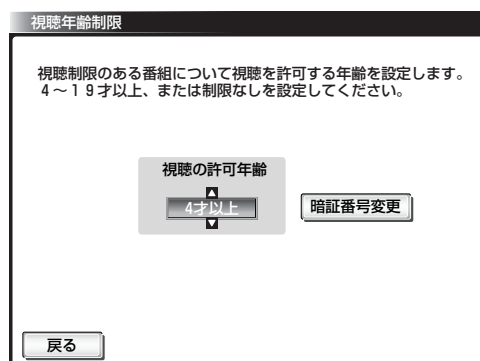 視聴年齢制限
視聴制限のある番組について視聴を許可する年齢を設定します。
4～19才以上、または制限なしを設定してください。
視聴の許可年齢
4才以上
暗証番号変更
戻る